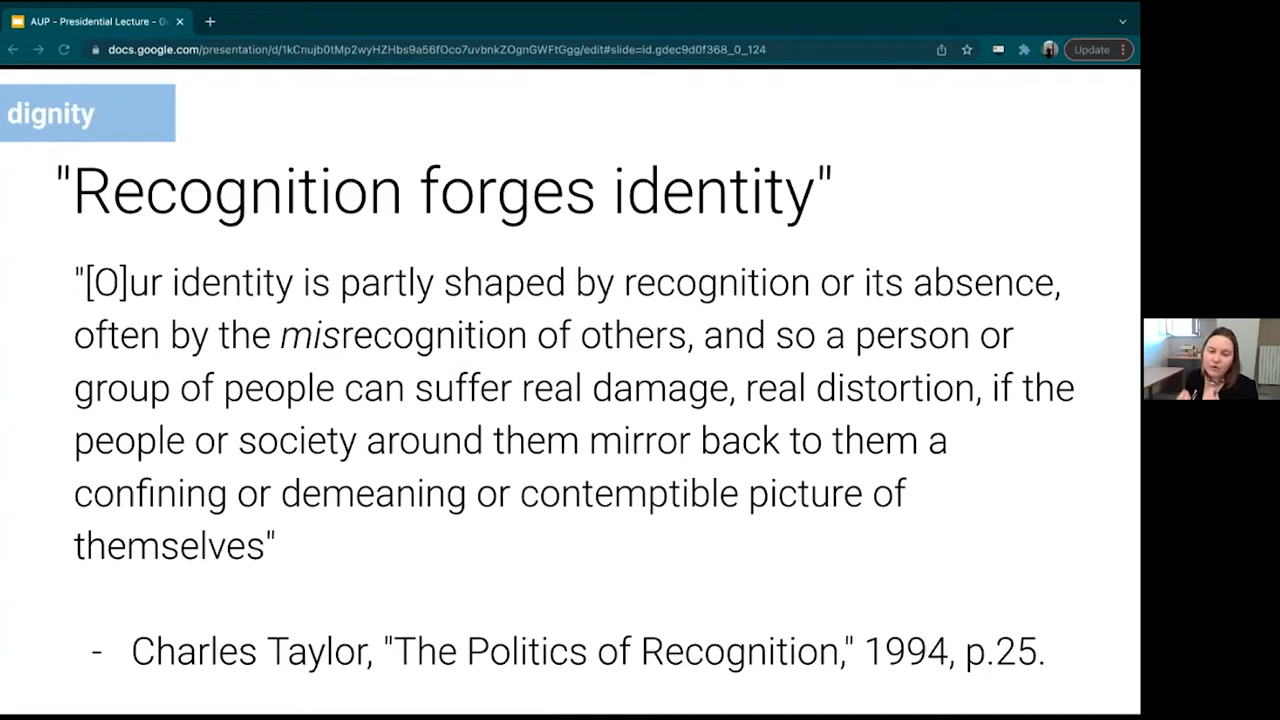 AUP - Presidential Lecture - G
docs.google.com/presentation/d/1kCnujb0tMp2wyHZHbs9a56fOco7uvbnkZOgnGWFtGgg/edit#slide=id.gdec9d0f368_0_124
Update
dignity
"Recognition forges identity"
"[O]ur identity is partly shaped by recognition or its absence,
often by the misrecognition of others, and so a person or
group of people can suffer real damage, real distortion, if the
people or society around them mirror back to them a
confining or demeaning or contemptible picture of
themselves"
- Charles Taylor, "The Politics of Recognition," 1994, p.25.